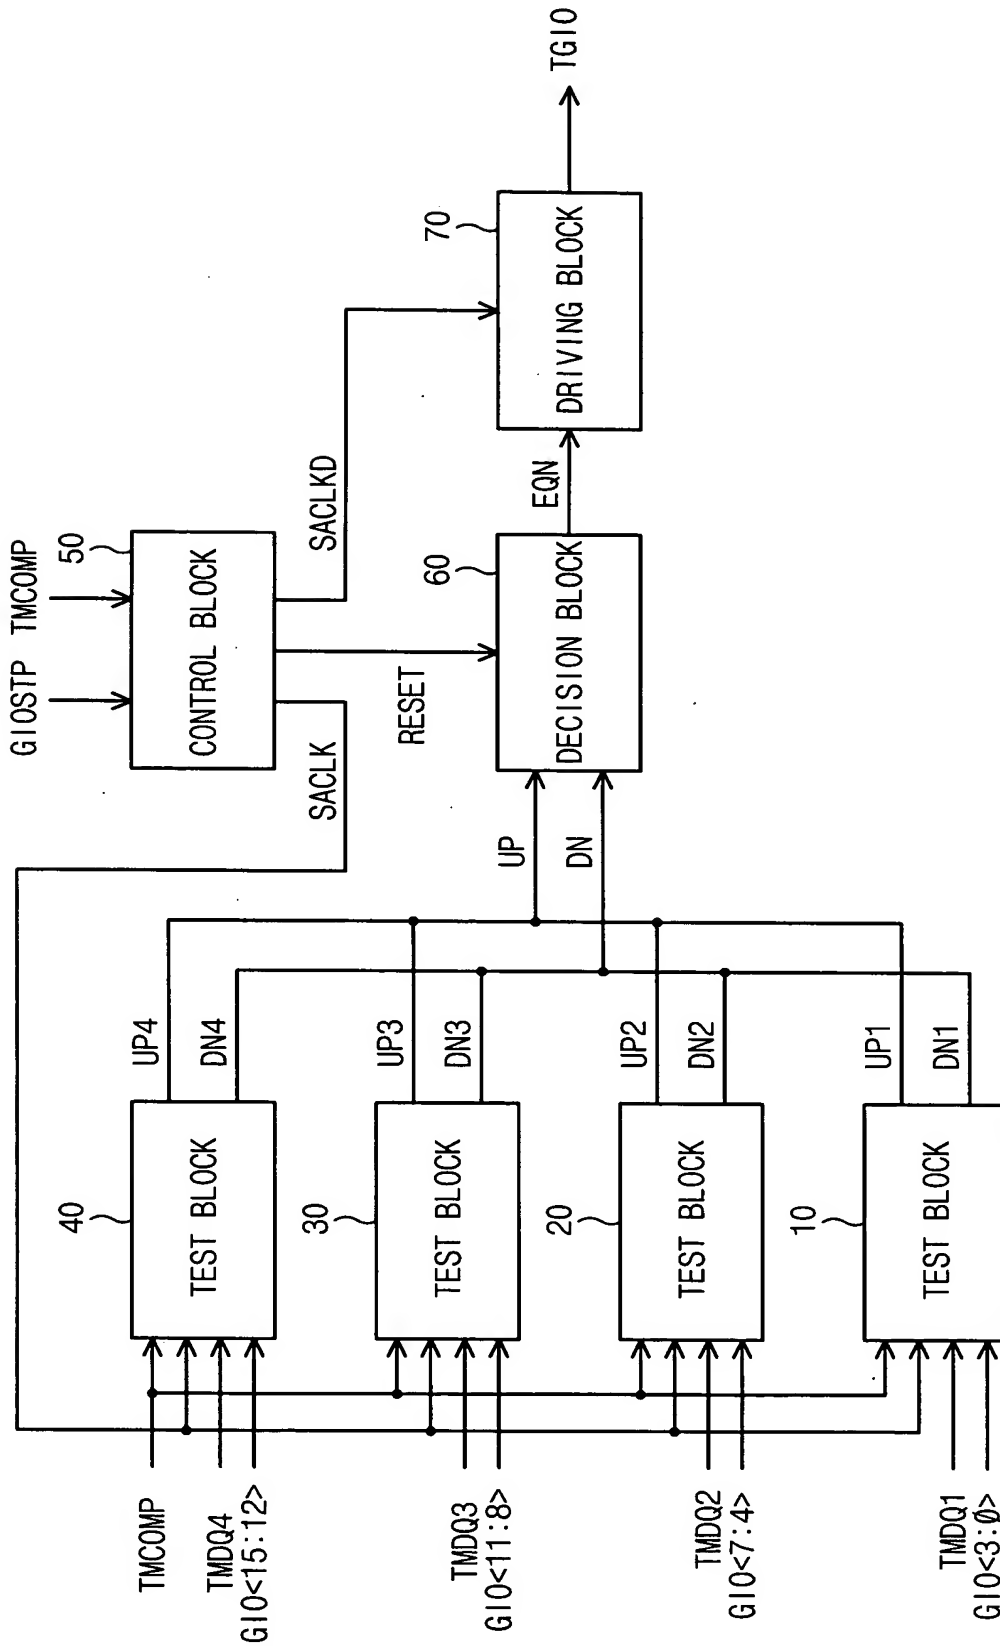 TMCOMP
TMDQ4
GIO<15:12>
40
TEST BLOCK
UP4
DN4
TMDQ3
GIO<11:8>
30
TEST BLOCK
UP3
DN3
TMDQ2
GIO<7:4>
20
TEST BLOCK
UP2
DN2
TMDQ1
GIO<3:0>
10
TEST BLOCK
UP1
DN1
GIOSTP
TMCOMP
50
CONTROL BLOCK
SACLK
RESET
SACLKD
UP
DN
60
DECISION BLOCK
EQN
70
DRIVING BLOCK
TGIO